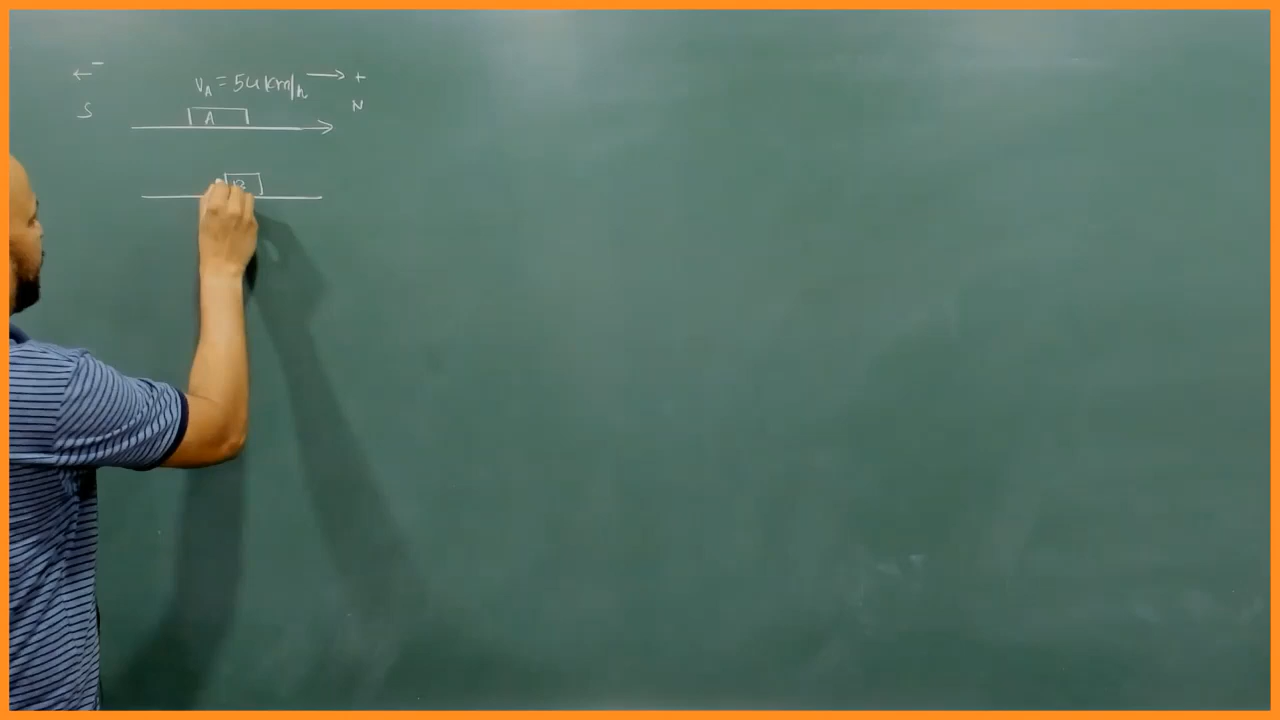 ← -
V_A = 54 km/h → +
S
N
A
B